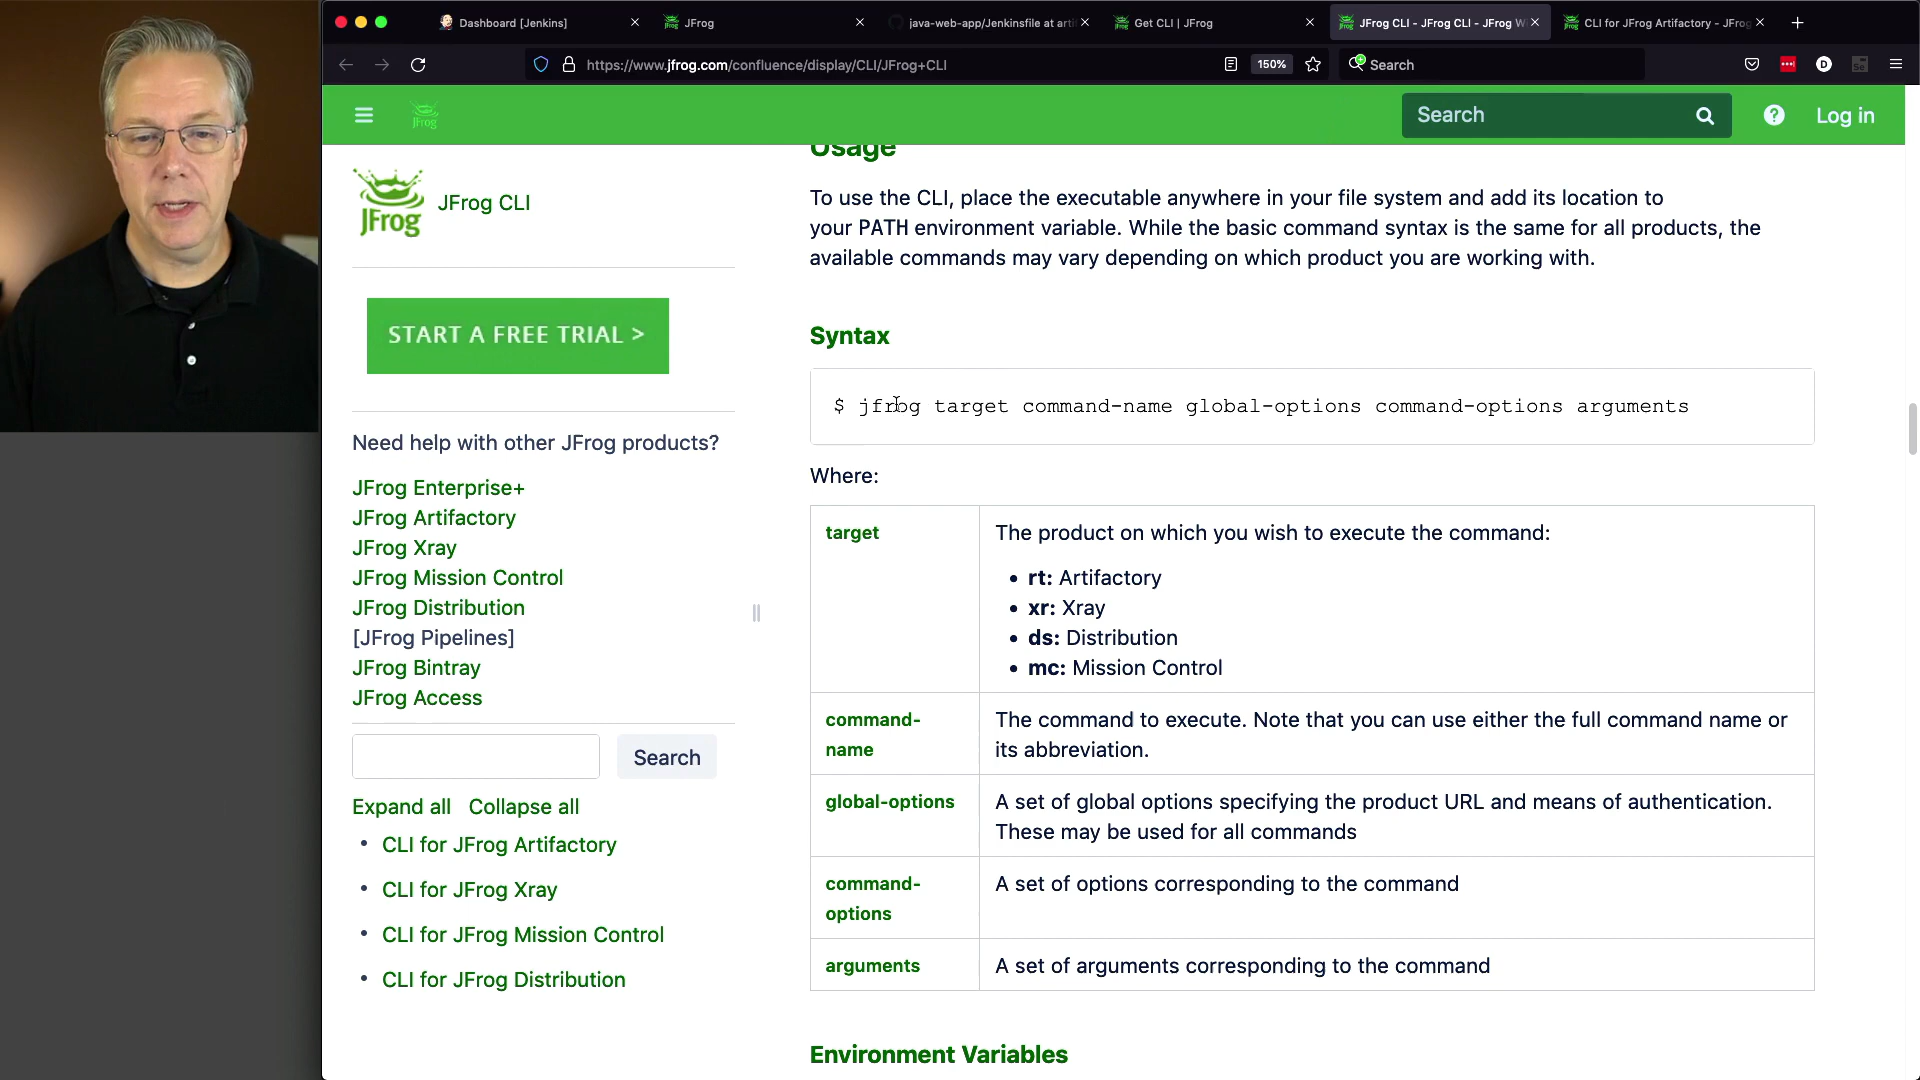 Dashboard [Jenkins]
JFrog
java-web-app/Jenkinsfile at arti
Get CLI | JFrog
JFrog CLI - JFrog CLI - JFrog W
CLI for JFrog Artifactory - JFrog
https://www.jfrog.com/confluence/display/CLI/JFrog+CLI
150%
Search
D
Se
JFrog
Search
Log in
JFrog
JFrog CLI
START A FREE TRIAL >
Need help with other JFrog products?
JFrog Enterprise+
JFrog Artifactory
JFrog Xray
JFrog Mission Control
JFrog Distribution
[JFrog Pipelines]
JFrog Bintray
JFrog Access
Search
Expand all Collapse all
• CLI for JFrog Artifactory
• CLI for JFrog Xray
• CLI for JFrog Mission Control
• CLI for JFrog Distribution
Usage
To use the CLI, place the executable anywhere in your file system and add its location to
your PATH environment variable. While the basic command syntax is the same for all products, the
available commands may vary depending on which product you are working with.
Syntax
$ jfrog target command-name global-options command-options arguments
Where:
target
The product on which you wish to execute the command:
• rt: Artifactory
• xr: Xray
• ds: Distribution
• mc: Mission Control
command-
name
The command to execute. Note that you can use either the full command name or
its abbreviation.
global-options
A set of global options specifying the product URL and means of authentication.
These may be used for all commands
command-
options
A set of options corresponding to the command
arguments
A set of arguments corresponding to the command
Environment Variables